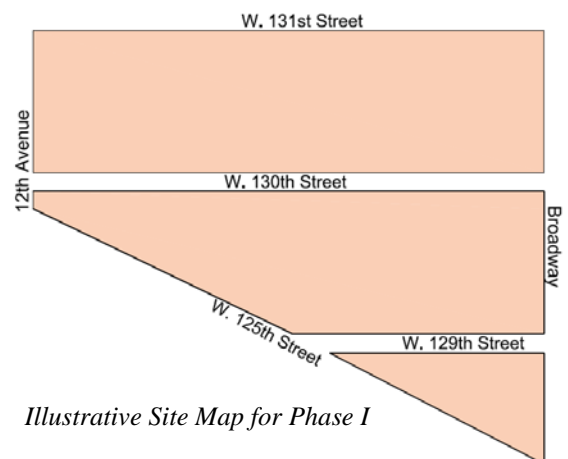 W. 131st Street
12th Avenue
W. 130th Street
Broadway
W. 125th Street
W. 129th Street
Illustrative Site Map for Phase I